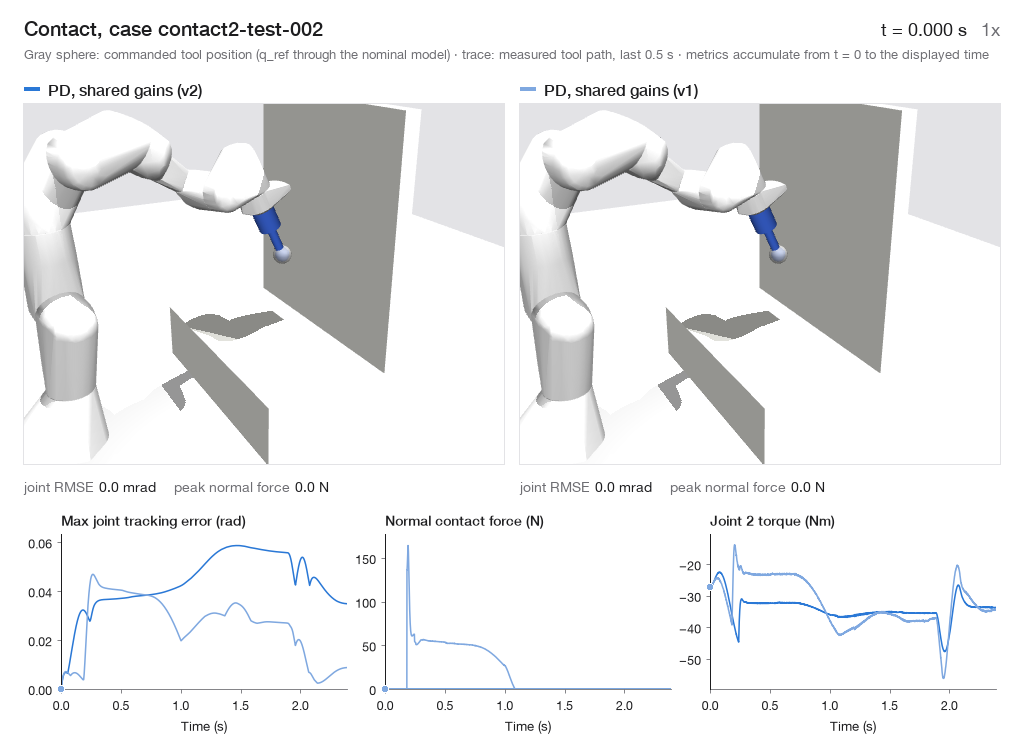 Contact, case contact2-test-002
t = 0.000 s 1x
Gray sphere: commanded tool position (q_ref through the nominal model) · trace: measured tool path, last 0.5 s · metrics accumulate from t = 0 to the displayed time
PD, shared gains (v2)
PD, shared gains (v1)
joint RMSE 0.0 mrad peak normal force 0.0 N
joint RMSE 0.0 mrad peak normal force 0.0 N
Max joint tracking error (rad)
0.06
0.04
0.02
0.00
0.0 0.5 1.0 1.5 2.0
Time (s)
Normal contact force (N)
150
100
50
0
0.0 0.5 1.0 1.5 2.0
Time (s)
Joint 2 torque (Nm)
−20
−30
−40
−50
0.0 0.5 1.0 1.5 2.0
Time (s)